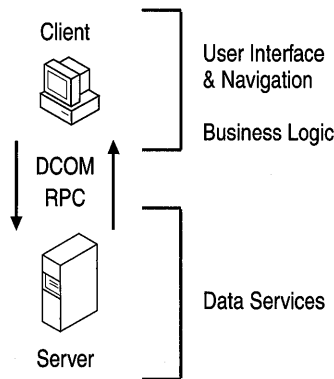 Client
User Interface
& Navigation
Business Logic
DCOM
RPC
Data Services
Server